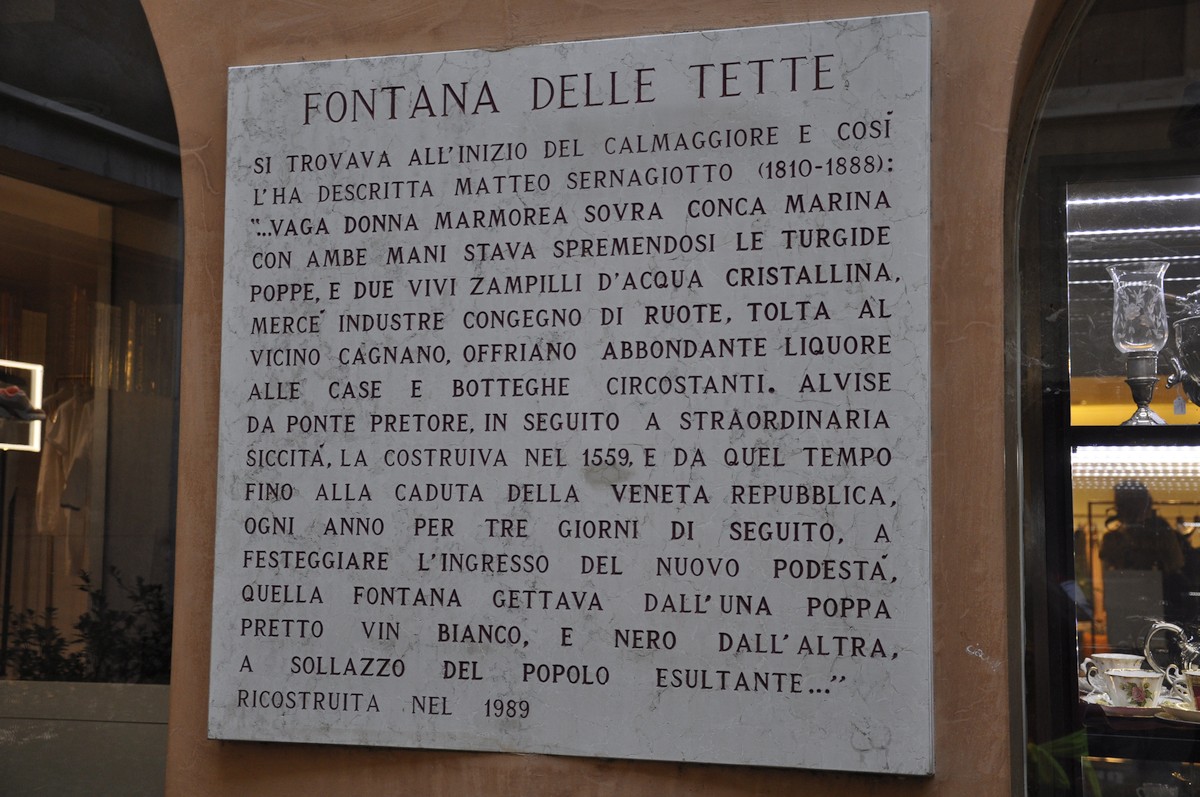 FONTANA DELLE TETTE
SI TROVAVA ALL'INIZIO DEL CALMAGGIORE E COSÍ
L'HA DESCRITTA MATTEO SERNAGIOTTO (1810-1888):
"...VAGA DONNA MARMOREA SOVRA CONCA MARINA
CON AMBE MANI STAVA SPREMENDOSI LE TURGIDE
POPPE, E DUE VIVI ZAMPILLI D'ACQUA CRISTALLINA,
MERCÉ INDUSTRE CONGEGNO DI RUOTE, TOLTA AL
VICINO CAGNANO, OFFRIANO ABBONDANTE LIQUORE
ALLE CASE E BOTTEGHE CIRCOSTANTI. ALVISE
DA PONTE PRETORE, IN SEGUITO A STRAORDINARIA
SICCITÁ, LA COSTRUIVA NEL 1559, E DA QUEL TEMPO
FINO ALLA CADUTA DELLA VENETA REPUBBLICA,
OGNI ANNO PER TRE GIORNI DI SEGUITO, A
FESTEGGIARE L'INGRESSO DEL NUOVO PODESTÁ,
QUELLA FONTANA GETTAVA DALL'UNA POPPA
PRETTO VIN BIANCO, E NERO DALL'ALTRA,
A SOLLAZZO DEL POPOLO ESULTANTE..."
RICOSTRUITA NEL 1989